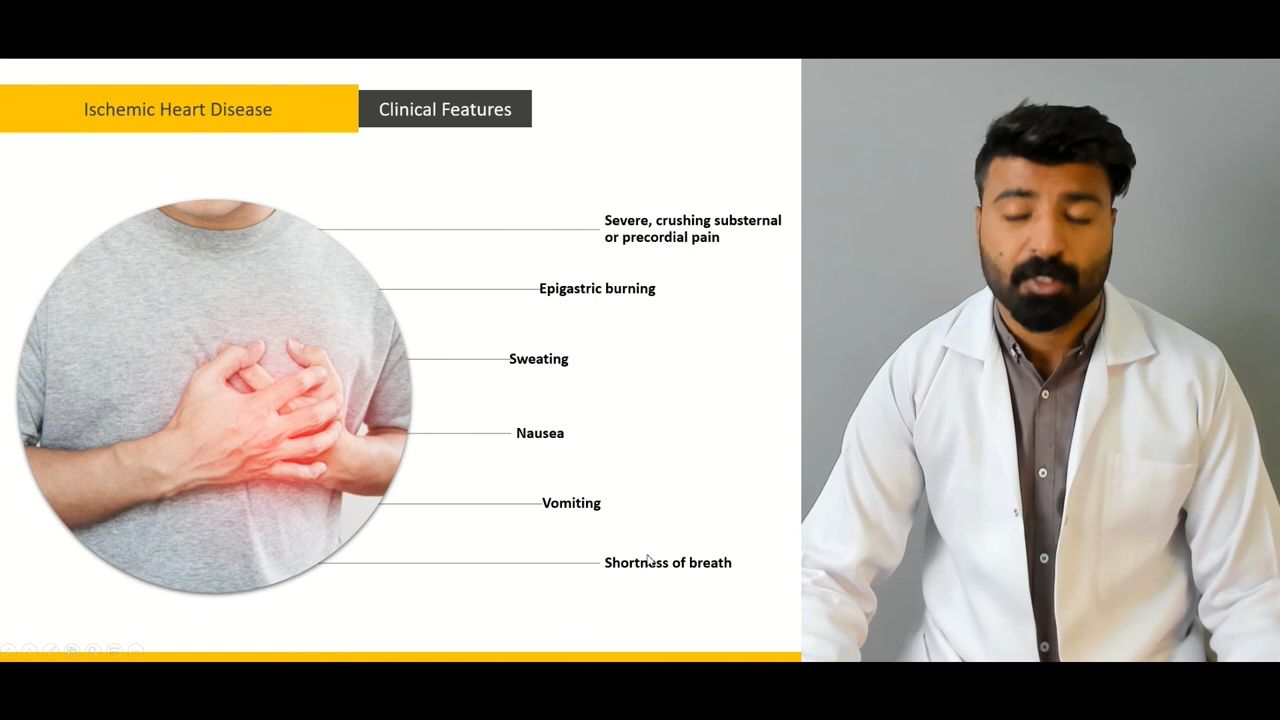 Ischemic Heart Disease
Clinical Features
Severe, crushing substernal
or precordial pain
Epigastric burning
Sweating
Nausea
Vomiting
Shortness of breath